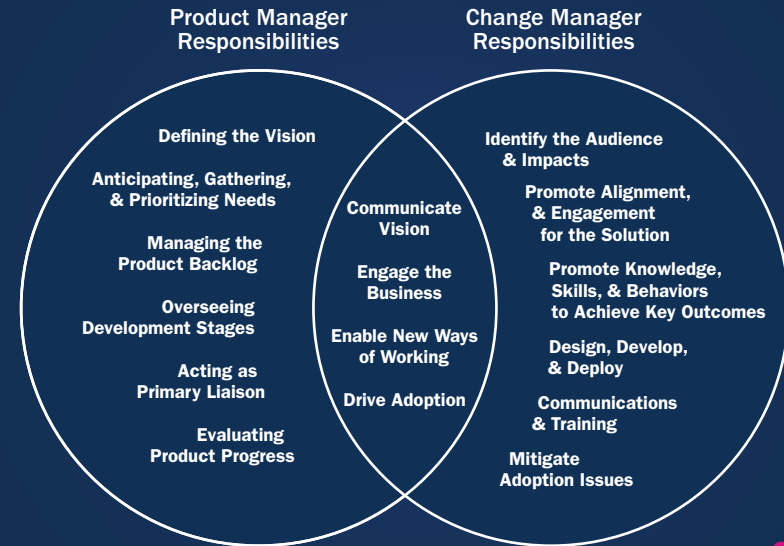 Product Manager
Responsibilities
Change Manager
Responsibilities
Defining the Vision
Anticipating, Gathering,
& Prioritizing Needs
Managing the
Product Backlog
Overseeing
Development Stages
Acting as
Primary Liaison
Evaluating
Product Progress
Communicate
Vision
Engage the
Business
Enable New Ways
of Working
Drive Adoption
Identify the Audience
& Impacts
Promote Alignment,
& Engagement
for the Solution
Promote Knowledge,
Skills, & Behaviors
to Achieve Key Outcomes
Design, Develop,
& Deploy
Communications
& Training
Mitigate
Adoption Issues